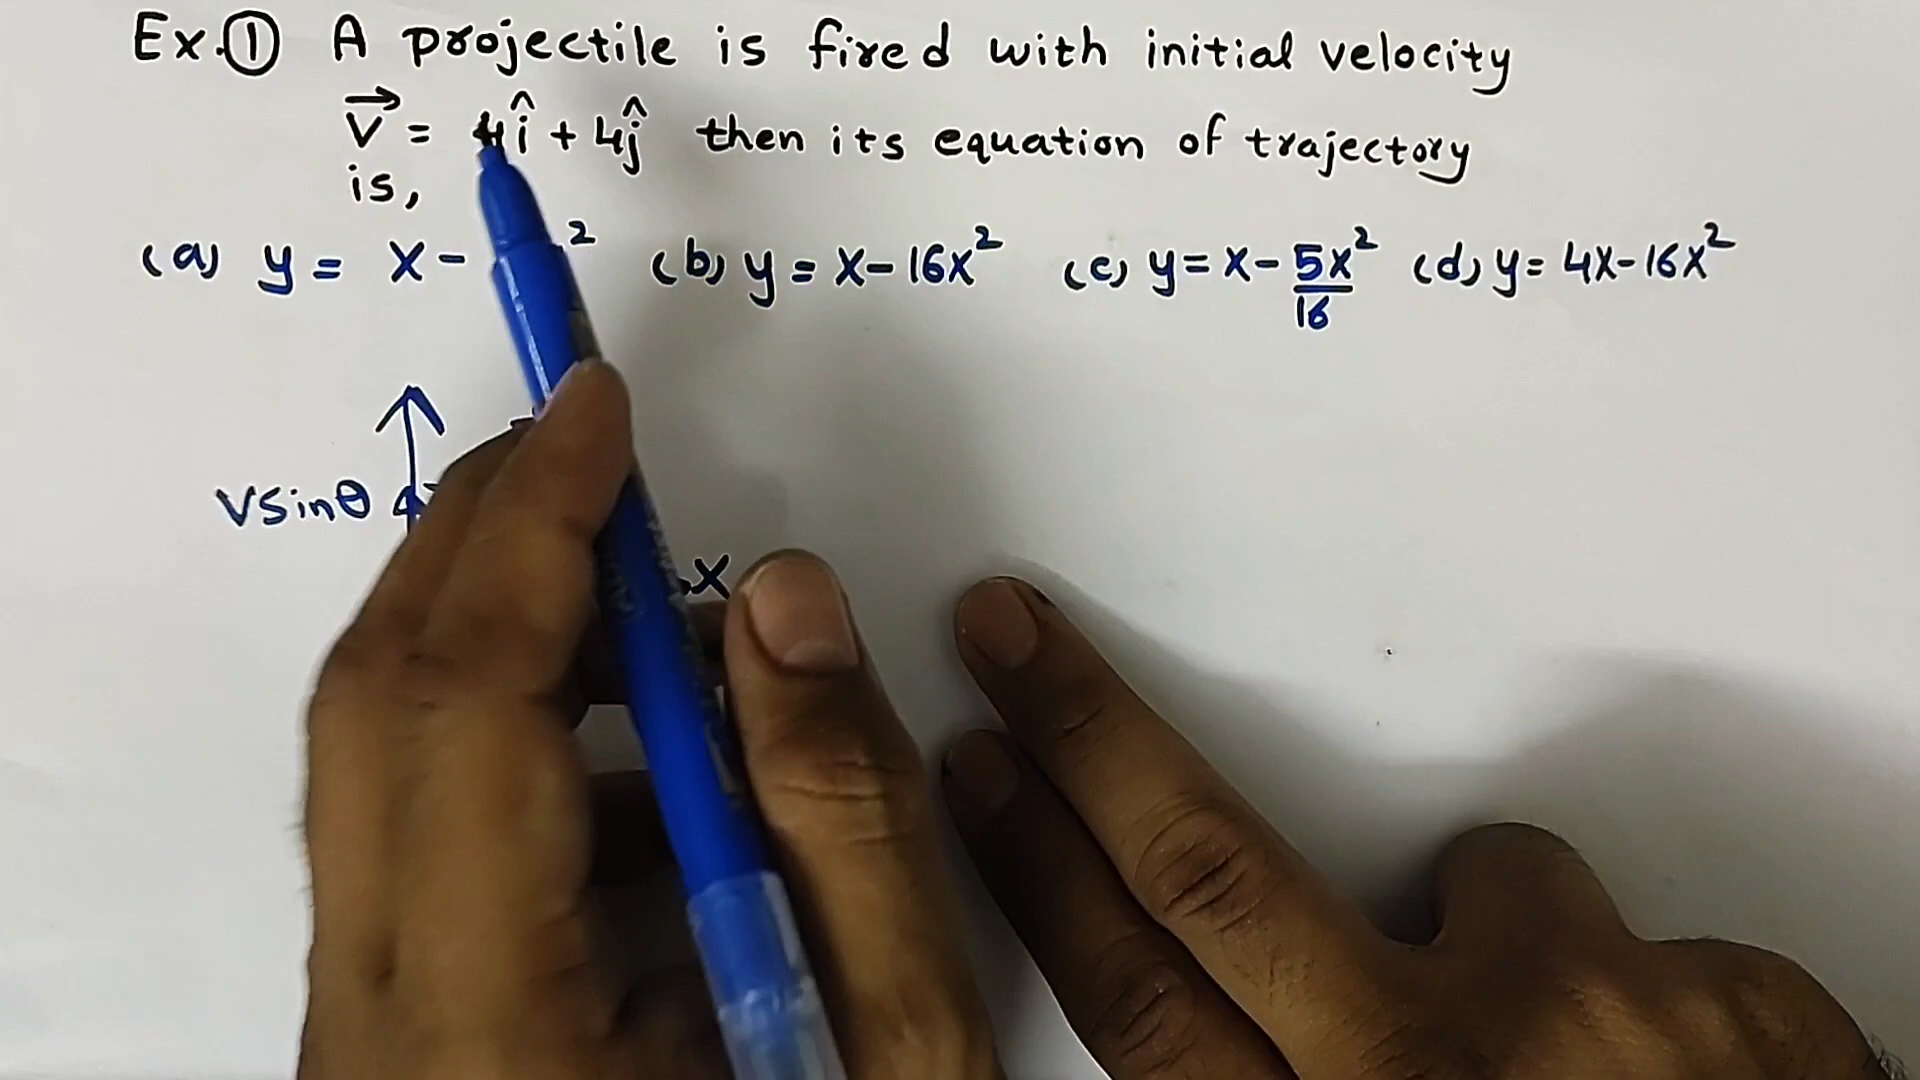 Ex.① A projectile is fired with initial velocity
v⃗ = 4î + 4ĵ then its equation of trajectory
is,
(a) y = x - ² (b) y = x - 16x² (c) y = x - 5x²/16 (d) y = 4x - 16x²
vsinθ
x